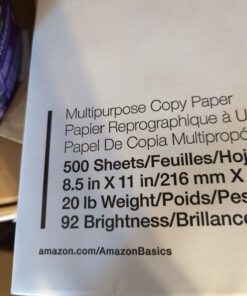 Multipurpose Copy Paper
Papier Reprographique à U
Papel De Copia Multipropó
500 Sheets/Feuilles/Hoj
8.5 in X 11 in/216 mm X
20 lb Weight/Poids/Pes
92 Brightness/Brillance
amazon.com/AmazonBasics